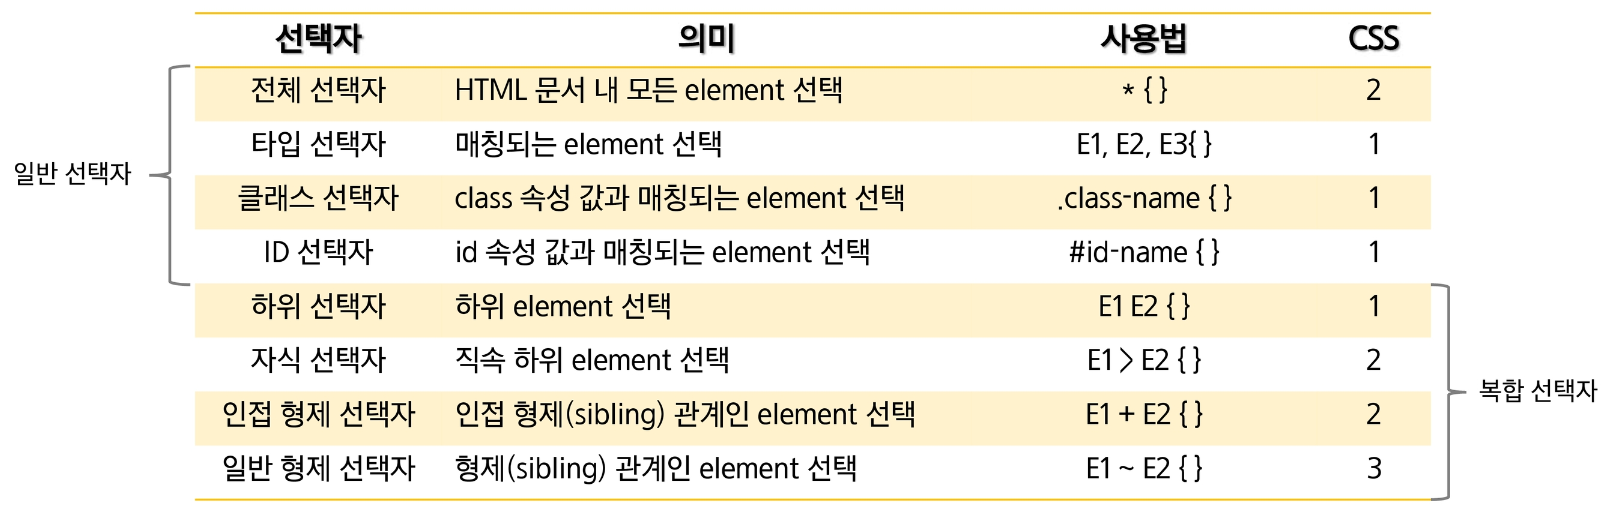 선택자 의미 사용법 CSS
전체 선택자 HTML 문서 내 모든 element 선택 * { } 2
타입 선택자 매칭되는 element 선택 E1, E2, E3{ } 1
일반 선택자
클래스 선택자 class 속성 값과 매칭되는 element 선택 .class-name { } 1
ID 선택자 id 속성 값과 매칭되는 element 선택 #id-name { } 1
하위 선택자 하위 element 선택 E1 E2 { } 1
자식 선택자 직속 하위 element 선택 E1 > E2 { } 2
복합 선택자
인접 형제 선택자 인접 형제(sibling) 관계인 element 선택 E1 + E2 { } 2
일반 형제 선택자 형제(sibling) 관계인 element 선택 E1 ~ E2 { } 3